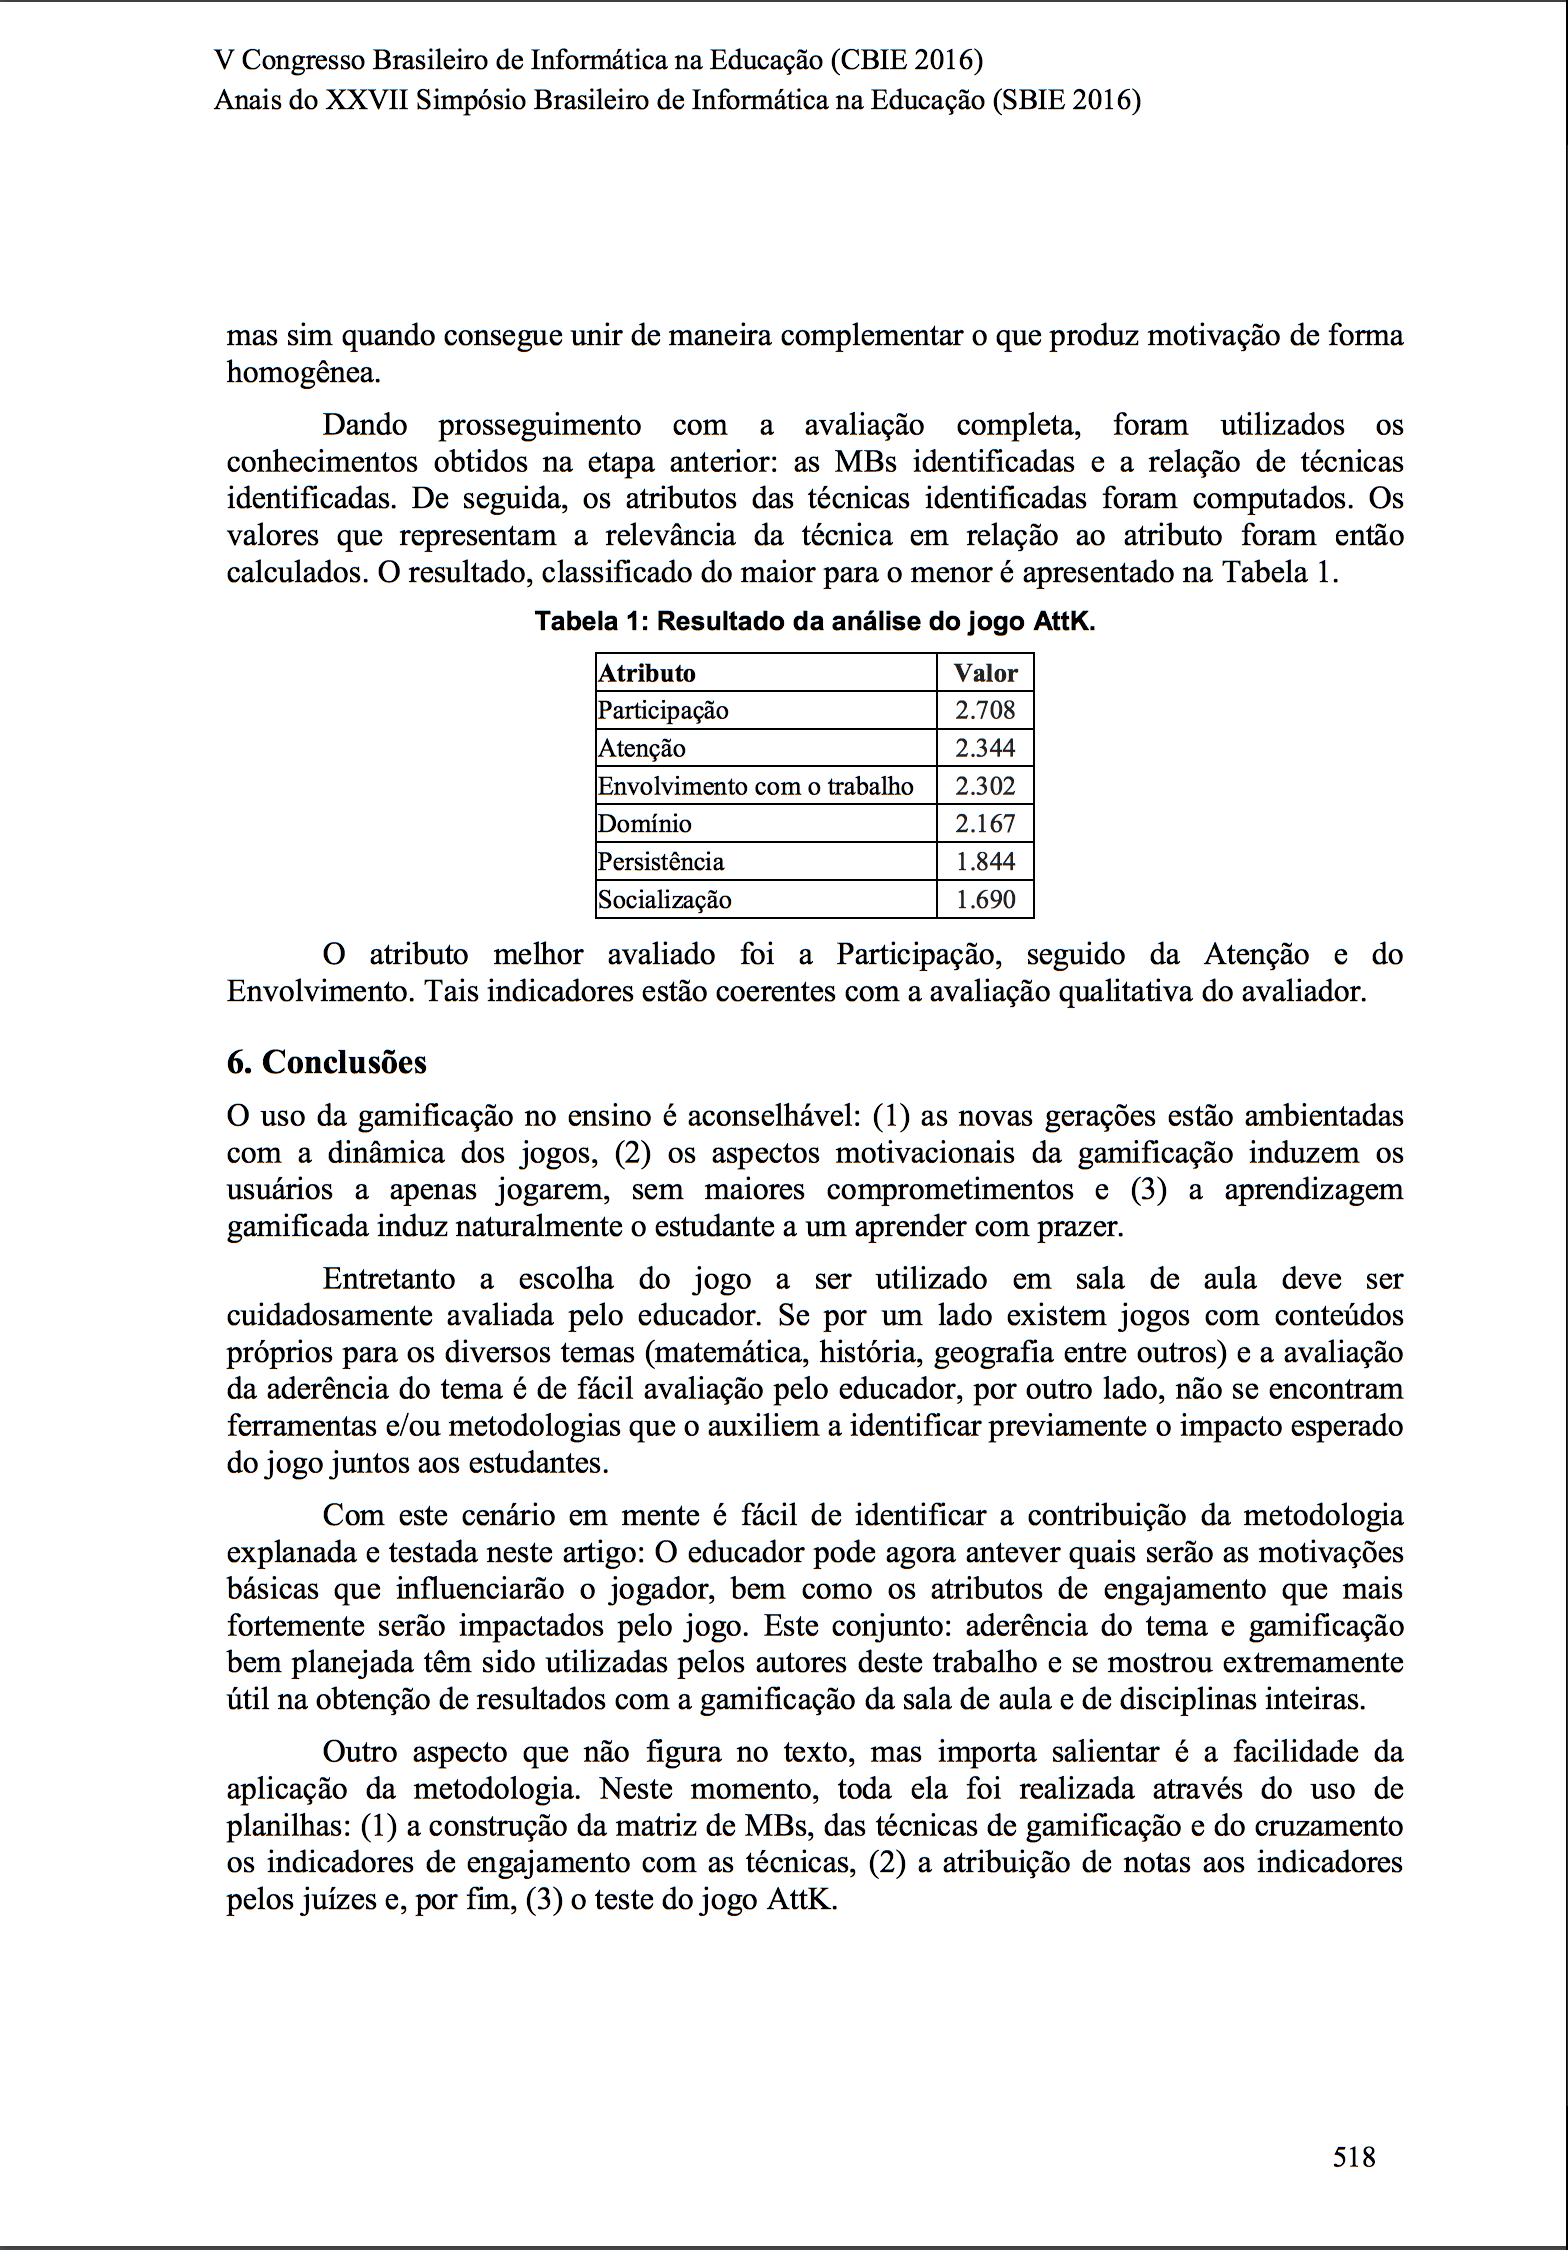 V Congresso Brasileiro de Informática na Educação (CBIE 2016)
Anais do XXVII Simpósio Brasileiro de Informática na Educação (SBIE 2016)
mas sim quando consegue unir de maneira complementar o que produz motivação de forma
homogênea.
Dando prosseguimento com a avaliação completa, foram utilizados os
conhecimentos obtidos na etapa anterior: as MBs identificadas e a relação de técnicas
identificadas. De seguida, os atributos das técnicas identificadas foram computados. Os
valores que representam a relevância da técnica em relação ao atributo foram então
calculados. O resultado, classificado do maior para o menor é apresentado na Tabela 1.
Tabela 1: Resultado da análise do jogo AttK.
Atributo Valor
Participação 2.708
Atenção 2.344
Envolvimento com o trabalho 2.302
Domínio 2.167
Persistência 1.844
Socialização 1.690
O atributo melhor avaliado foi a Participação, seguido da Atenção e do
Envolvimento. Tais indicadores estão coerentes com a avaliação qualitativa do avaliador.
6. Conclusões
O uso da gamificação no ensino é aconselhável: (1) as novas gerações estão ambientadas
com a dinâmica dos jogos, (2) os aspectos motivacionais da gamificação induzem os
usuários a apenas jogarem, sem maiores comprometimentos e (3) a aprendizagem
gamificada induz naturalmente o estudante a um aprender com prazer.
Entretanto a escolha do jogo a ser utilizado em sala de aula deve ser
cuidadosamente avaliada pelo educador. Se por um lado existem jogos com conteúdos
próprios para os diversos temas (matemática, história, geografia entre outros) e a avaliação
da aderência do tema é de fácil avaliação pelo educador, por outro lado, não se encontram
ferramentas e/ou metodologias que o auxiliem a identificar previamente o impacto esperado
do jogo juntos aos estudantes.
Com este cenário em mente é fácil de identificar a contribuição da metodologia
explanada e testada neste artigo: O educador pode agora antever quais serão as motivações
básicas que influenciarão o jogador, bem como os atributos de engajamento que mais
fortemente serão impactados pelo jogo. Este conjunto: aderência do tema e gamificação
bem planejada têm sido utilizadas pelos autores deste trabalho e se mostrou extremamente
útil na obtenção de resultados com a gamificação da sala de aula e de disciplinas inteiras.
Outro aspecto que não figura no texto, mas importa salientar é a facilidade da
aplicação da metodologia. Neste momento, toda ela foi realizada através do uso de
planilhas: (1) a construção da matriz de MBs, das técnicas de gamificação e do cruzamento
os indicadores de engajamento com as técnicas, (2) a atribuição de notas aos indicadores
pelos juízes e, por fim, (3) o teste do jogo AttK.
518